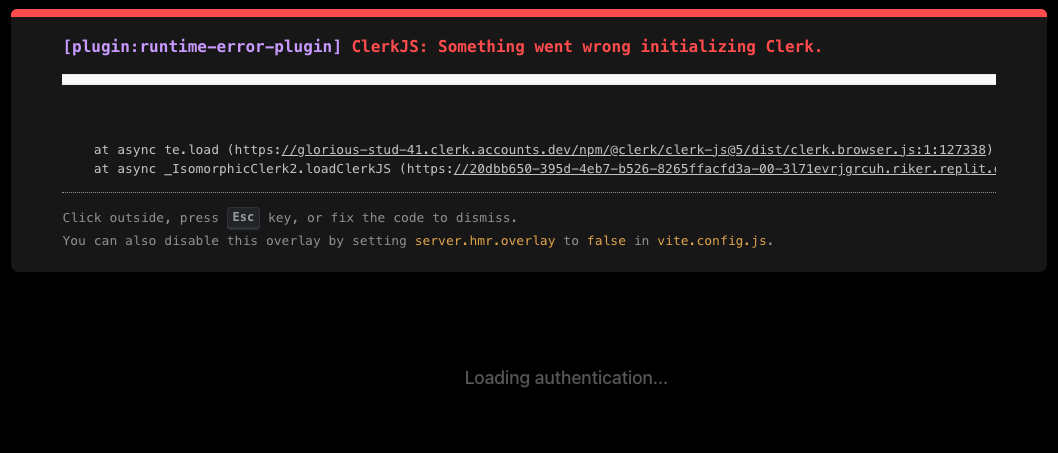 [plugin:runtime-error-plugin] ClerkJS: Something went wrong initializing Clerk.
at async te.load (https://glorious-stud-41.clerk.accounts.dev/npm/@clerk/clerk-js@5/dist/clerk.browser.js:1:127338)
at async _IsomorphicClerk2.loadClerkJS (https://20dbb650-395d-4eb7-b526-8265ffacfd3a-00-3l71evrjgrcuh.riker.replit.
Click outside, press Esc key, or fix the code to dismiss.
You can also disable this overlay by setting server.hmr.overlay to false in vite.config.js.
Loading authentication...